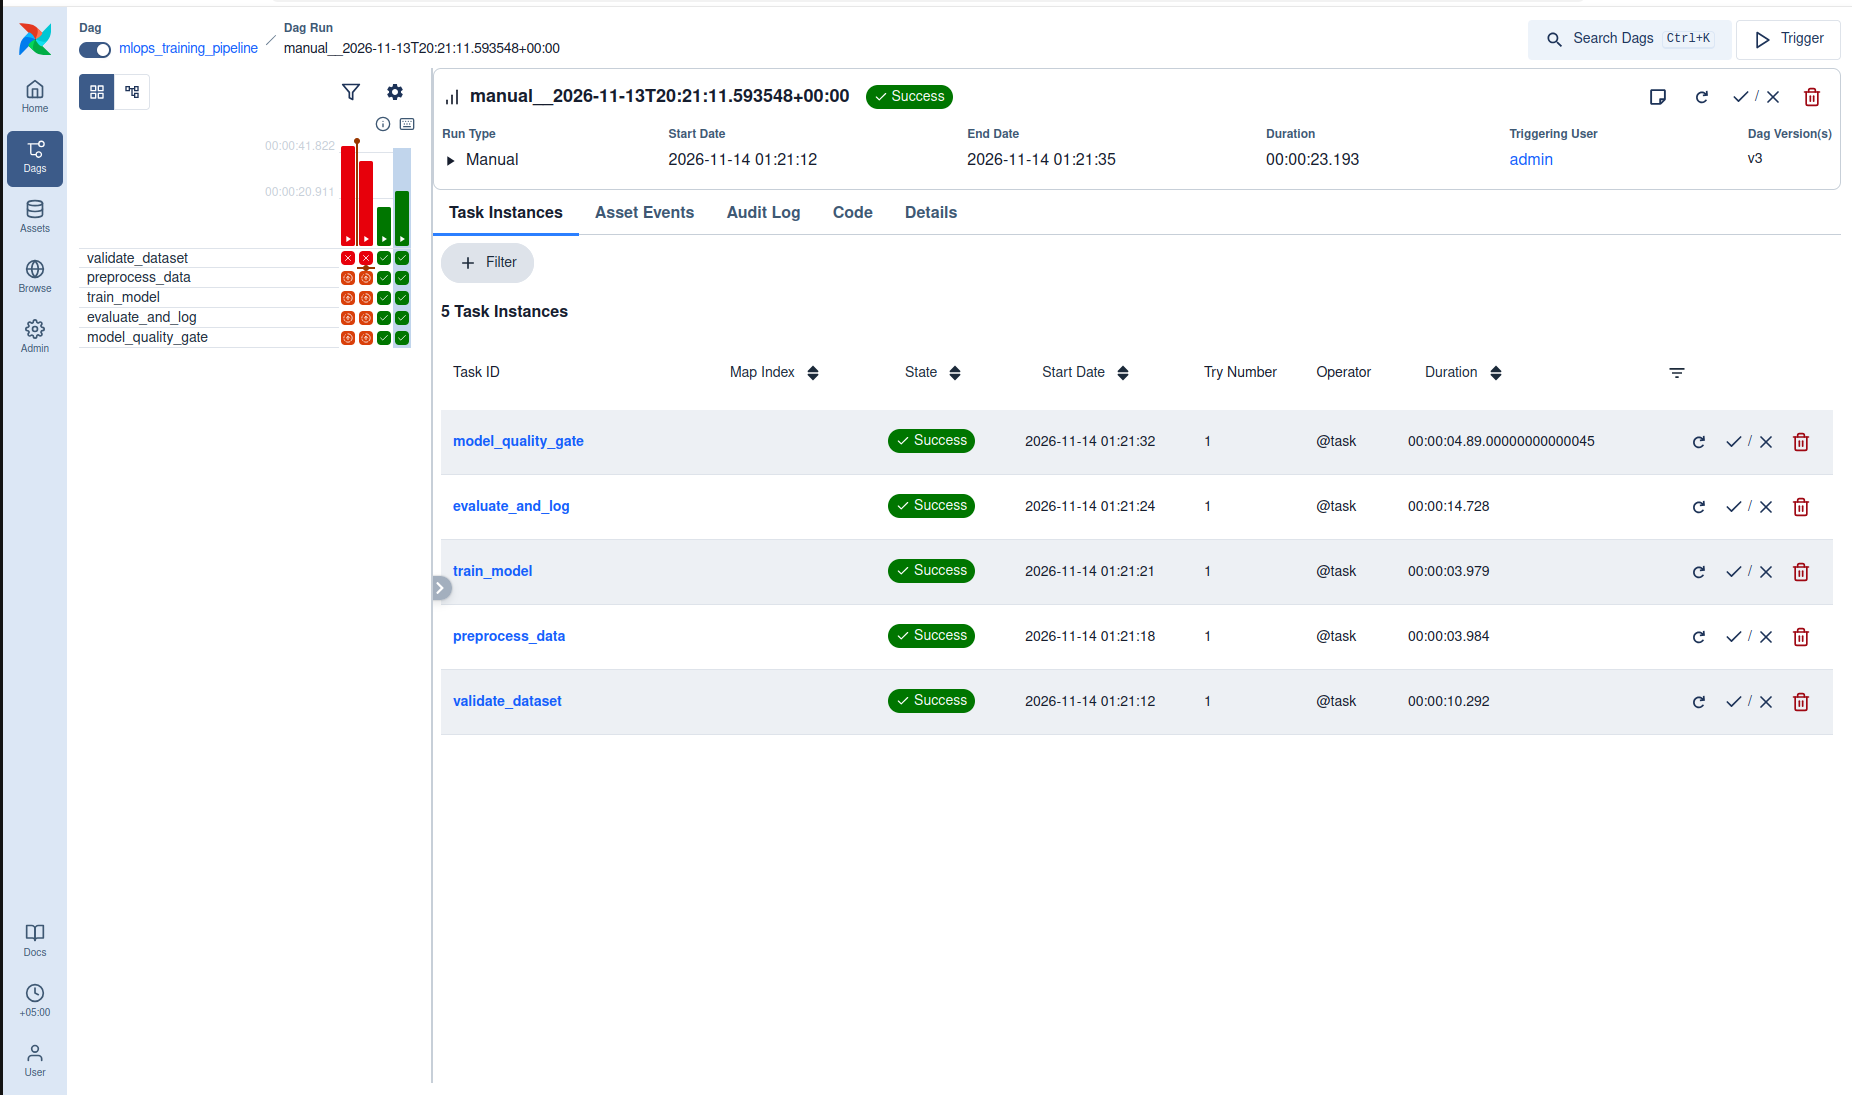 Dag
mlops_training_pipeline
Dag Run
manual__2026-11-13T20:21:11.593548+00:00
Search Dags Ctrl+K
Trigger
Home
Dags
Assets
Browse
Admin
Docs
+05:00
User
00:00:41.822
00:00:20.911
validate_dataset
preprocess_data
train_model
evaluate_and_log
model_quality_gate
manual__2026-11-13T20:21:11.593548+00:00 Success
/
Run Type Start Date End Date Duration Triggering User Dag Version(s)
Manual 2026-11-14 01:21:12 2026-11-14 01:21:35 00:00:23.193 admin v3
Task Instances Asset Events Audit Log Code Details
Filter
5 Task Instances
Task ID Map Index State Start Date Try Number Operator Duration
model_quality_gate Success 2026-11-14 01:21:32 1 @task 00:00:04.89.00000000000045 /
evaluate_and_log Success 2026-11-14 01:21:24 1 @task 00:00:14.728 /
train_model Success 2026-11-14 01:21:21 1 @task 00:00:03.979 /
preprocess_data Success 2026-11-14 01:21:18 1 @task 00:00:03.984 /
validate_dataset Success 2026-11-14 01:21:12 1 @task 00:00:10.292 /